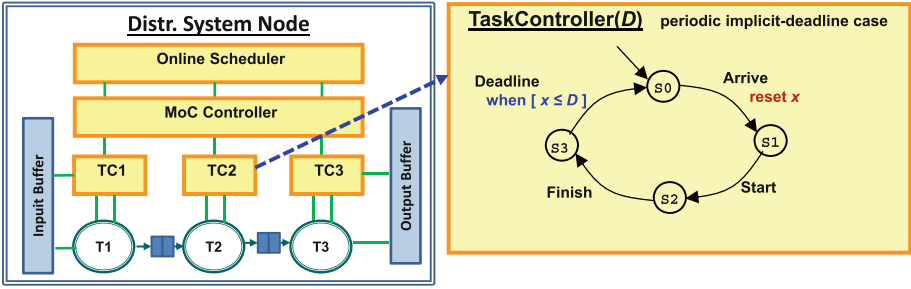 Distr. System Node
Online Scheduler
MoC Controller
TC1
TC2
TC3
Inpuit Buffer
Output Buffer
T1
T2
T3
TaskController(D) periodic implicit-deadline case
S0
Deadline
when [ x ≤ D ]
Arrive
reset x
S3
S1
Finish
S2
Start